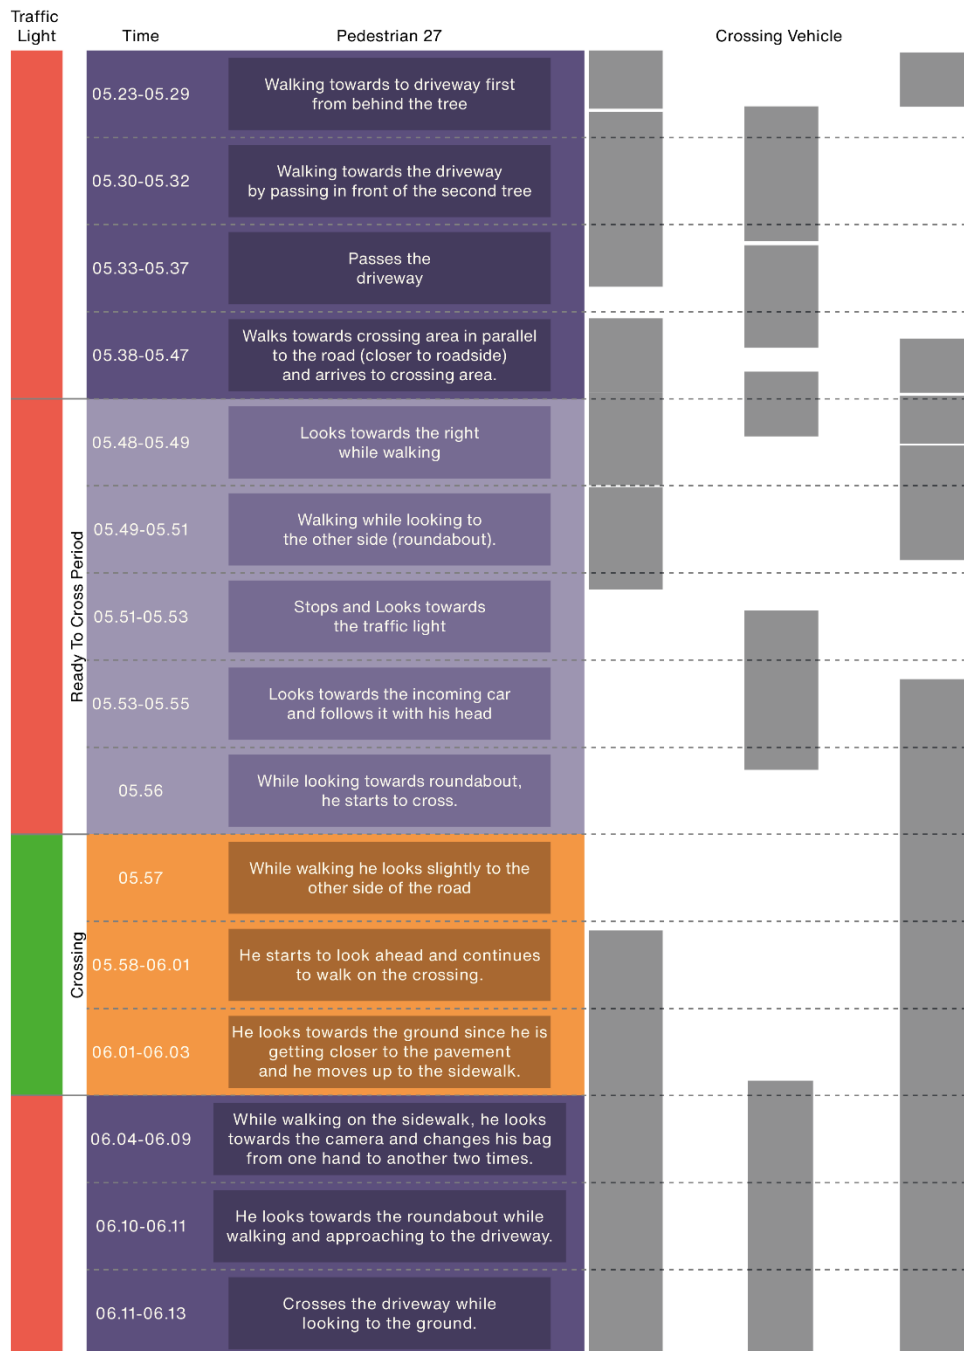 Traffic
Light
Time
Pedestrian 27
Crossing Vehicle
05.23-05.29
Walking towards to driveway first
from behind the tree
05.30-05.32
Walking towards the driveway
by passing in front of the second tree
05.33-05.37
Passes the
driveway
05.38-05.47
Walks towards crossing area in parallel
to the road (closer to roadside)
and arrives to crossing area.
Ready To Cross Period
05.48-05.49
Looks towards the right
while walking
05.49-05.51
Walking while looking to
the other side (roundabout).
05.51-05.53
Stops and Looks towards
the traffic light
05.53-05.55
Looks towards the incoming car
and follows it with his head
05.56
While looking towards roundabout,
he starts to cross.
Crossing
05.57
While walking he looks slightly to the
other side of the road
05.58-06.01
He starts to look ahead and continues
to walk on the crossing.
06.01-06.03
He looks towards the ground since he is
getting closer to the pavement
and he moves up to the sidewalk.
06.04-06.09
While walking on the sidewalk, he looks
towards the camera and changes his bag
from one hand to another two times.
06.10-06.11
He looks towards the roundabout while
walking and approaching to the driveway.
06.11-06.13
Crosses the driveway while
looking to the ground.